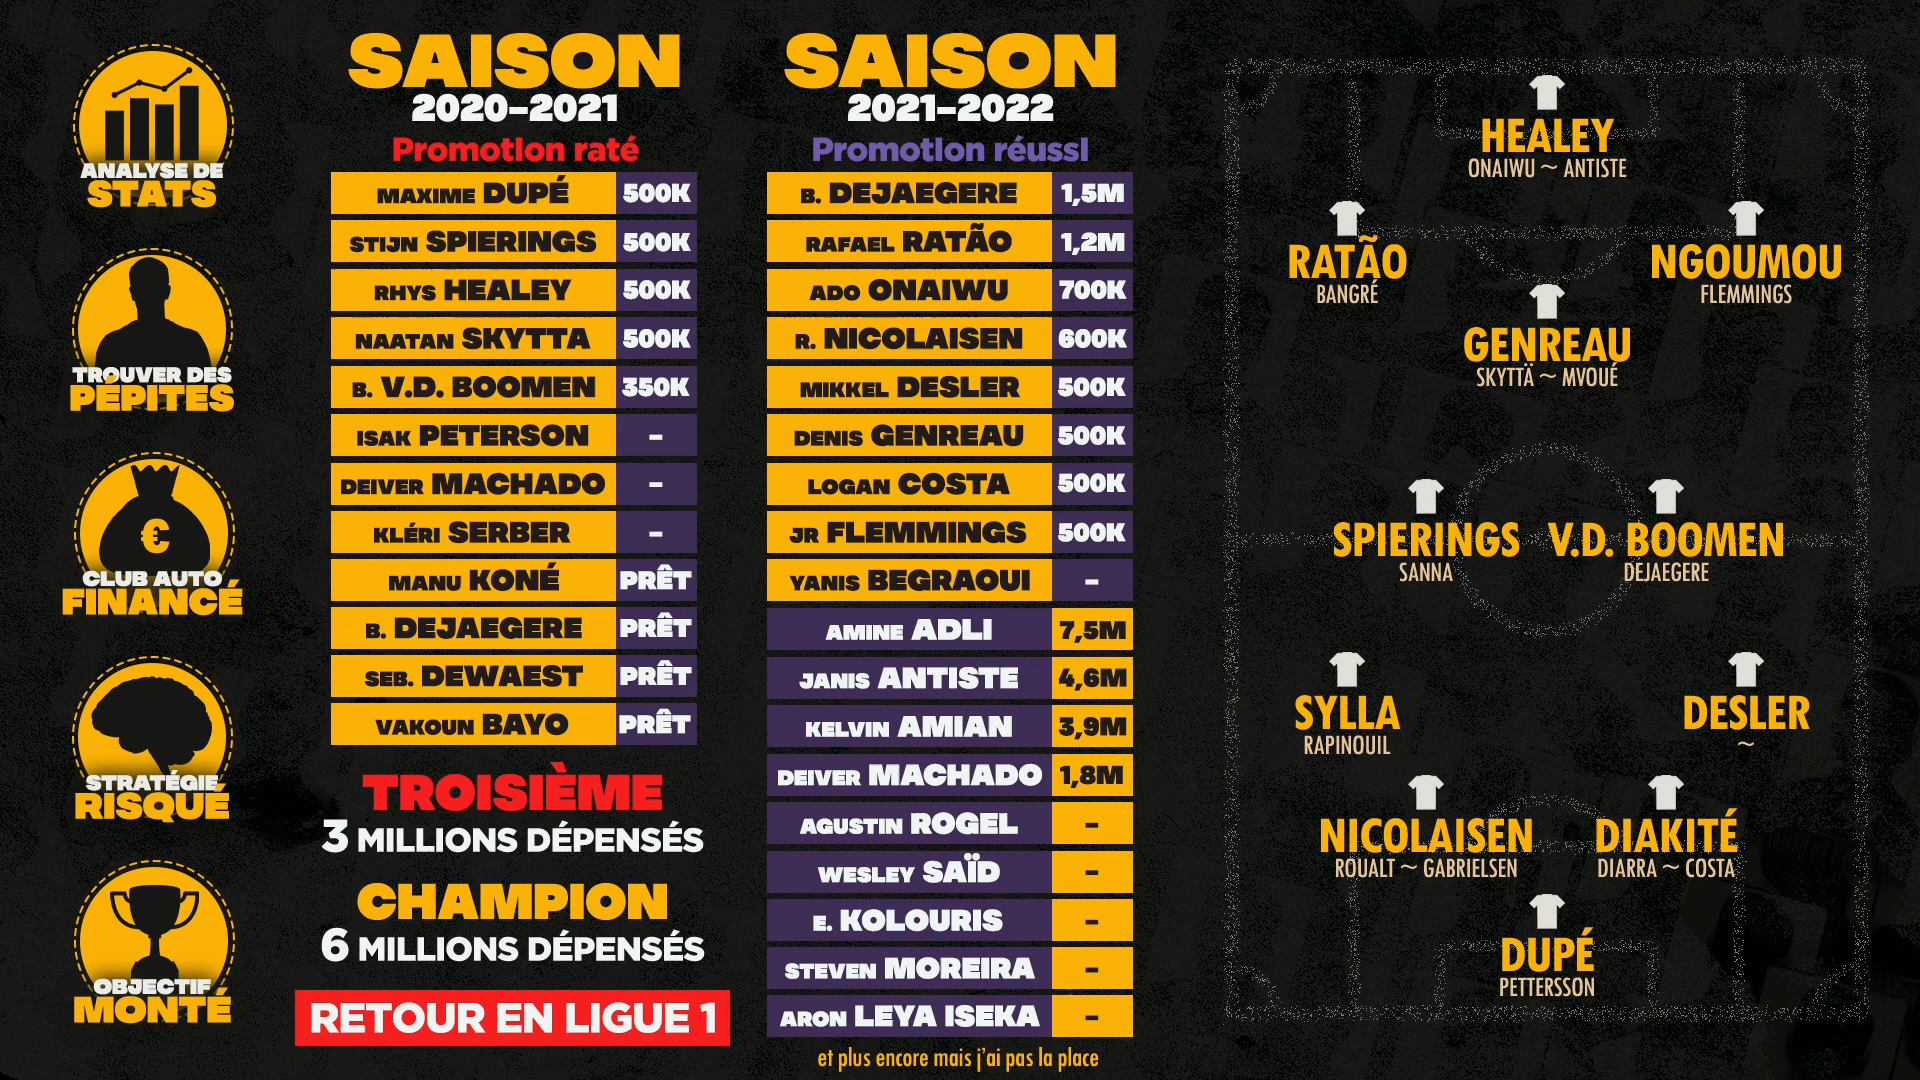 ANALYSE DE
STATS
TROUVER DES
PÉPITES
€
CLUB AUTO
FINANCÉ
STRATÉGIE
RISQUÉ
OBJECTIF
MONTÉ
SAISON
2020-2021
Promotion raté
MAXIME DUPÉ 500K
STIJN SPIERINGS 500K
RHYS HEALEY 500K
NAATAN SKYTTA 500K
B. V.D. BOOMEN 350K
ISAK PETERSON -
DEIVER MACHADO -
KLÉRI SERBER -
MANU KONÉ PRÊT
B. DEJAEGERE PRÊT
SEB. DEWAEST PRÊT
VAKOUN BAYO PRÊT
TROISIÈME
3 MILLIONS DÉPENSÉS
CHAMPION
6 MILLIONS DÉPENSÉS
RETOUR EN LIGUE 1
SAISON
2021-2022
Promotion réussi
B. DEJAEGERE 1,5M
RAFAEL RATÃO 1,2M
ADO ONAIWU 700K
R. NICOLAISEN 600K
MIKKEL DESLER 500K
DENIS GENREAU 500K
LOGAN COSTA 500K
JR FLEMMINGS 500K
YANIS BEGRAOUI -
AMINE ADLI 7,5M
JANIS ANTISTE 4,6M
KELVIN AMIAN 3,9M
DEIVER MACHADO 1,8M
AGUSTIN ROGEL -
WESLEY SAÏD -
E. KOLOURIS -
STEVEN MOREIRA -
ARON LEYA ISEKA -
et plus encore mais j'ai pas la place
HEALEY
ONAIWU ~ ANTISTE
RATÃO
BANGRÉ
NGOUMOU
FLEMMINGS
GENREAU
SKYTTÄ ~ MVOUÉ
SPIERINGS
SANNA
V.D. BOOMEN
DEJAEGERE
SYLLA
RAPINOUIL
DESLER
~
NICOLAISEN
ROUALT ~ GABRIELSEN
DIAKITÉ
DIARRA ~ COSTA
DUPÉ
PETTERSSON